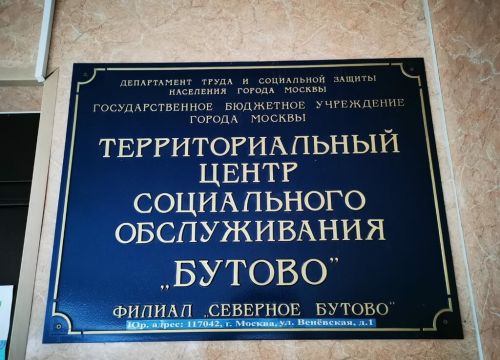 ДЕПАРТАМЕНТ ТРУДА И СОЦИАЛЬНОЙ ЗАЩИТЫ
НАСЕЛЕНИЯ ГОРОДА МОСКВЫ
ГОСУДАРСТВЕННОЕ БЮДЖЕТНОЕ УЧРЕЖДЕНИЕ
ГОРОДА МОСКВЫ
ТЕРРИТОРИАЛЬНЫЙ
ЦЕНТР
СОЦИАЛЬНОГО
ОБСЛУЖИВАНИЯ
„БУТОВО”
ФИЛИАЛ „СЕВЕРНОЕ БУТОВО”
Юр. адрес: 117042, г. Москва, ул. Венёвская, д.1